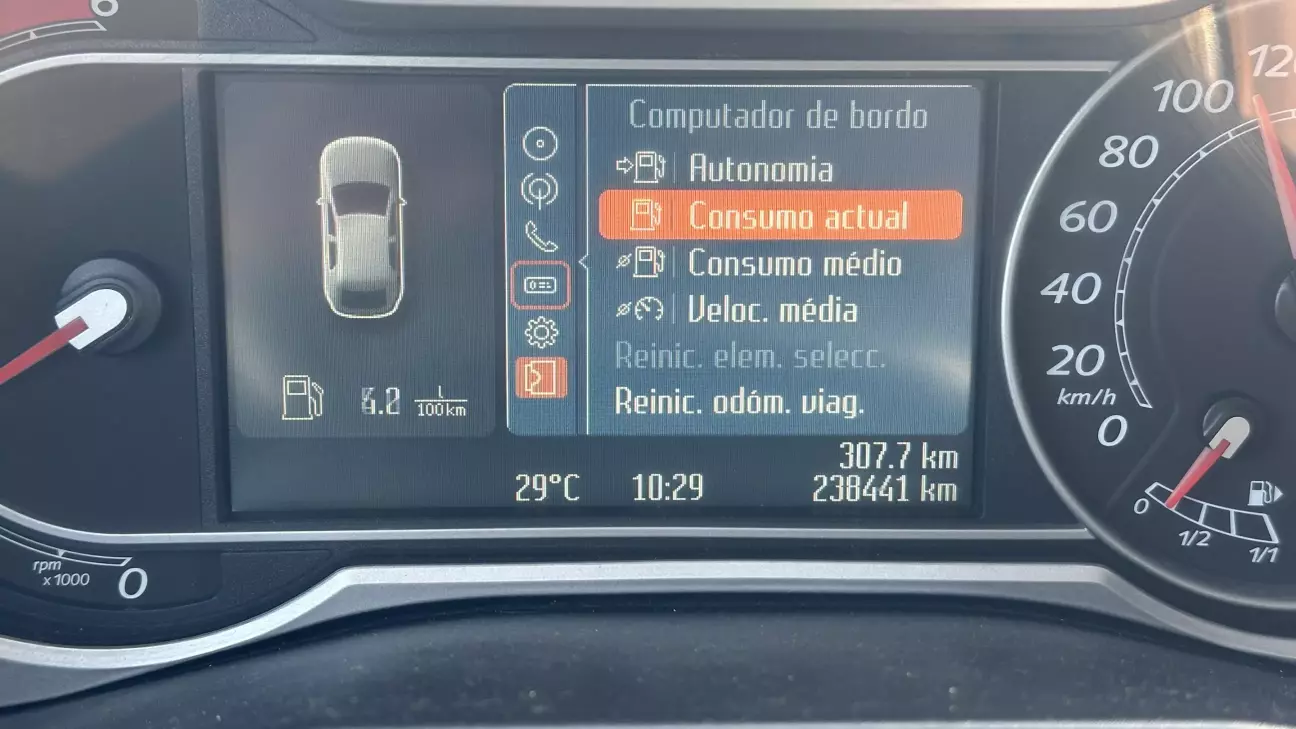 6
Computador de bordo
Autonomia
Consumo actual
Consumo médio
Veloc. média
Reinic. elem. selecc.
Reinic. odóm. viag.
L
100km
307.7 km
29°C 10:29 238441 km
rpm
x1000
0
120
100
80
60
40
20
km/h
0
0
1/2
1/1